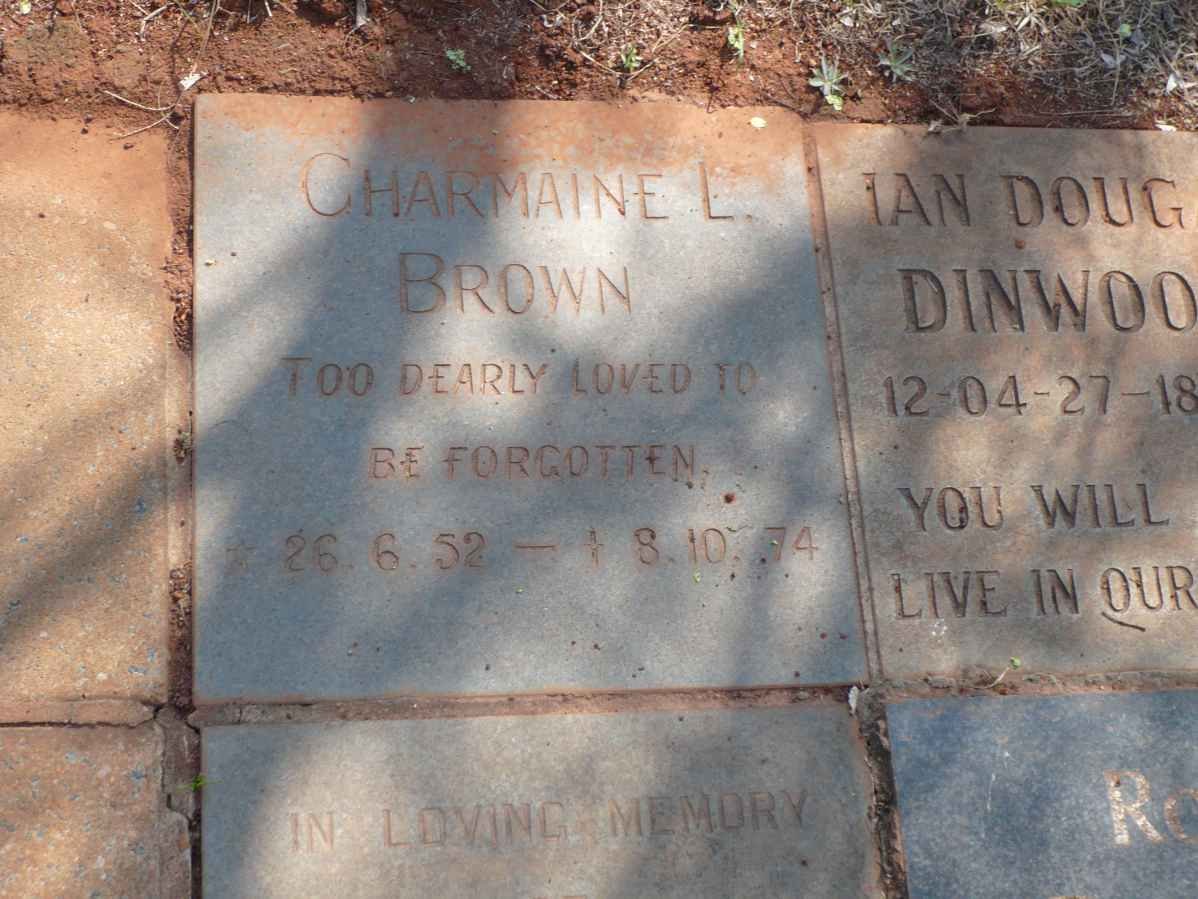 CHARMAINE L.
BROWN
TOO DEARLY LOVED TO
BE FORGOTTEN.
☆ 26.6.52 — † 8.10.74
IAN DOUG
DINWOO
12-04-27-18
YOU WILL
LIVE IN OUR
IN LOVING MEMORY
Ro